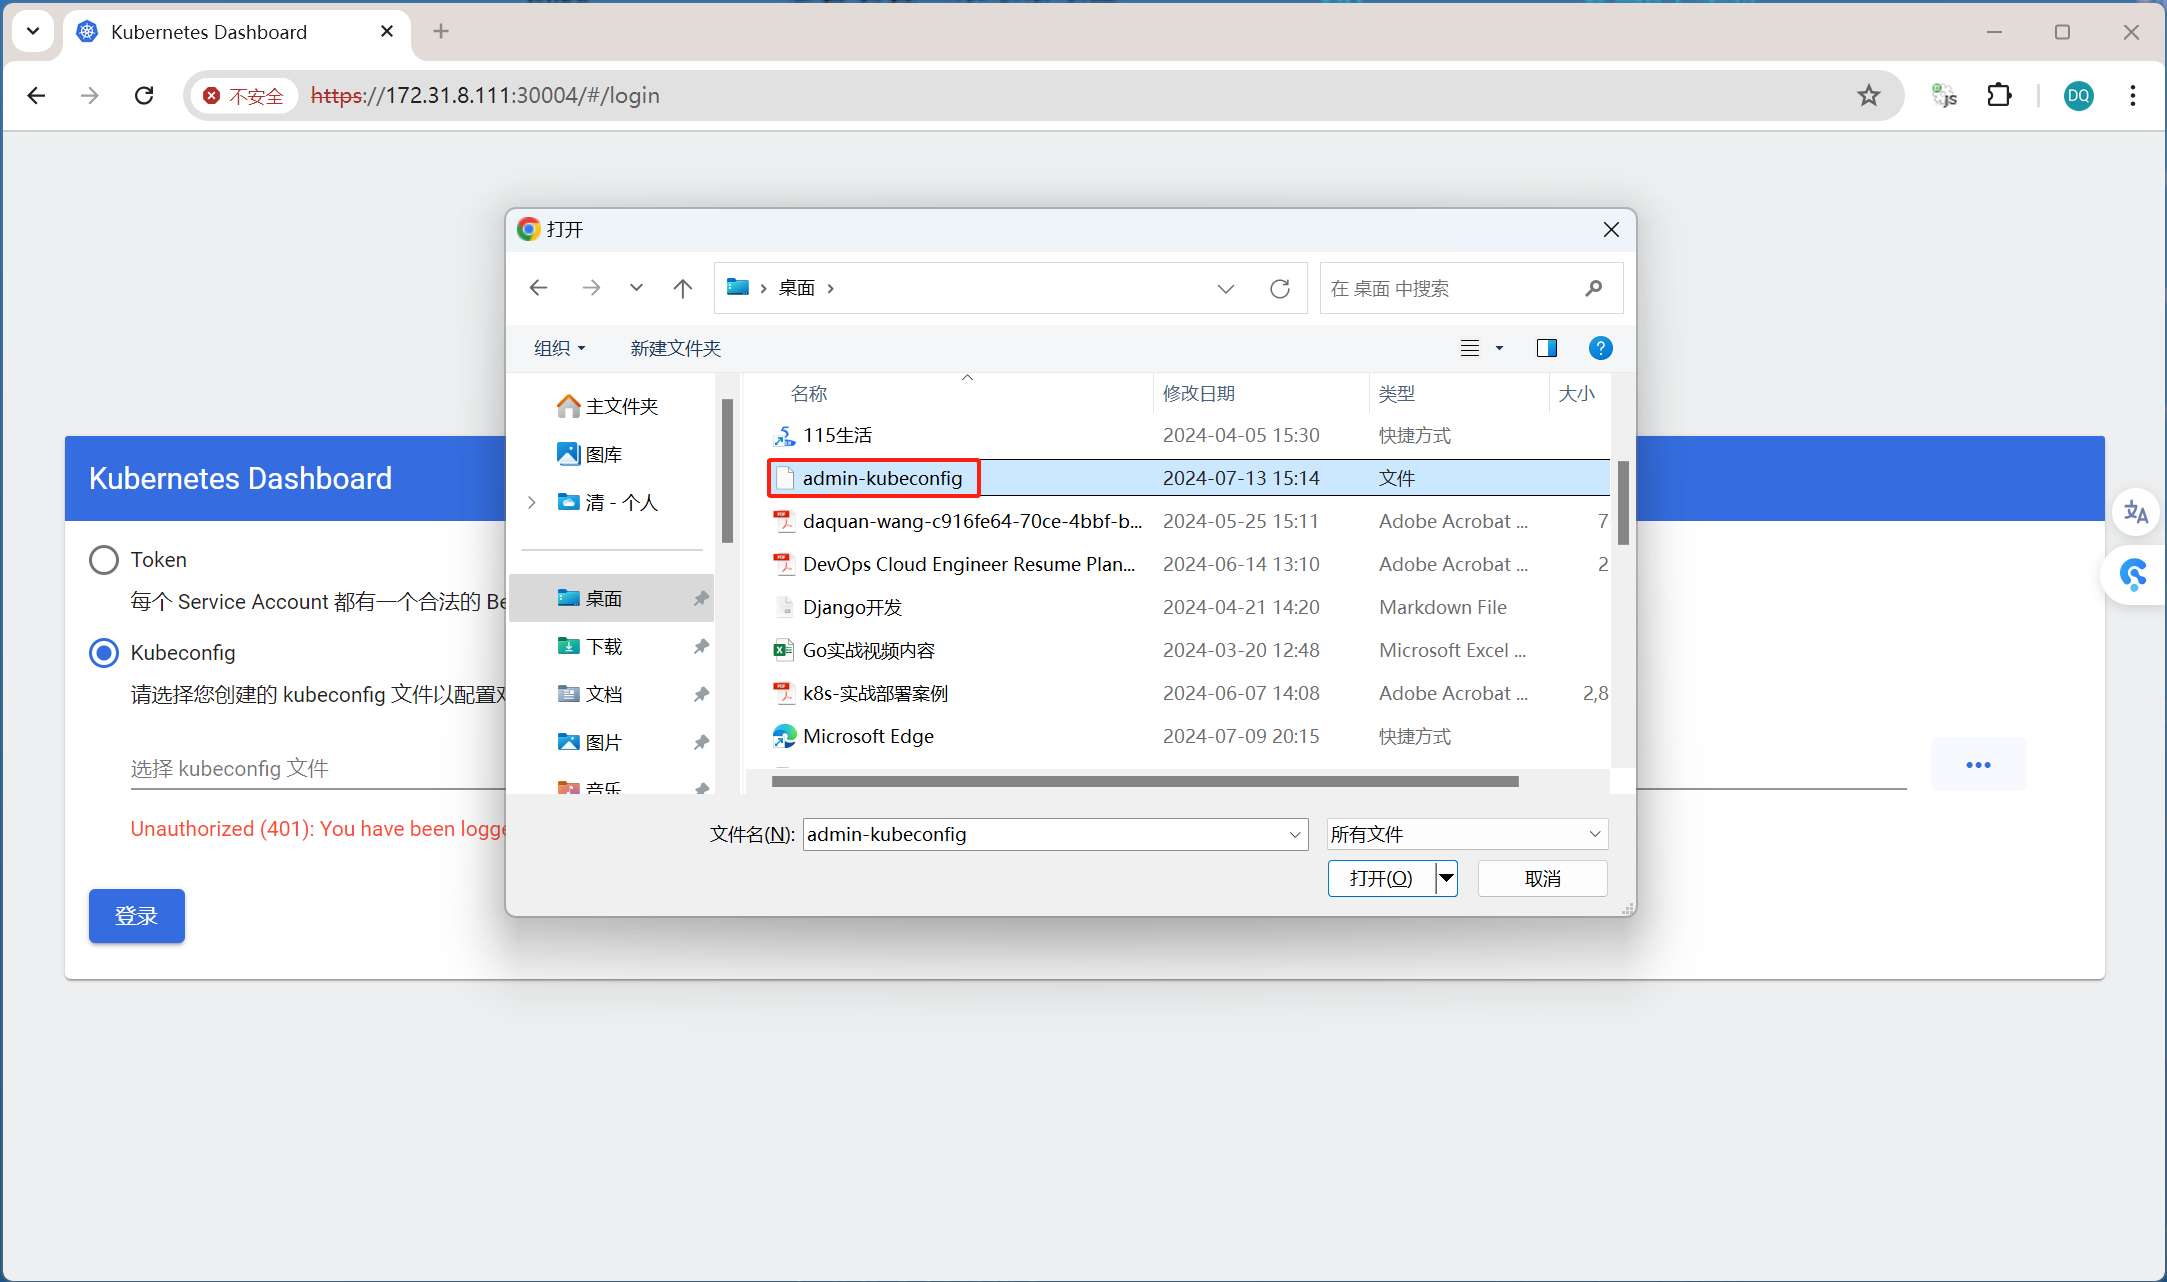 Kubernetes Dashboard
不安全 https://172.31.8.111:30004/#/login
JS
DQ
打开
桌面
在 桌面 中搜索
组织 新建文件夹
?
主文件夹
图库
清 - 个人
桌面
下载
文档
图片
音乐
名称 修改日期 类型 大小
115生活 2024-04-05 15:30 快捷方式
admin-kubeconfig 2024-07-13 15:14 文件
daquan-wang-c916fe64-70ce-4bbf-b... 2024-05-25 15:11 Adobe Acrobat ... 7
DevOps Cloud Engineer Resume Plan... 2024-06-14 13:10 Adobe Acrobat ... 2
Django开发 2024-04-21 14:20 Markdown File
Go实战视频内容 2024-03-20 12:48 Microsoft Excel ...
k8s-实战部署案例 2024-06-07 14:08 Adobe Acrobat ... 2,8
Microsoft Edge 2024-07-09 20:15 快捷方式
文件名(N): admin-kubeconfig 所有文件
打开(O) 取消
Kubernetes Dashboard
Token
每个 Service Account 都有一个合法的 Be
Kubeconfig
请选择您创建的 kubeconfig 文件以配置
选择 kubeconfig 文件
Unauthorized (401): You have been logge
登录